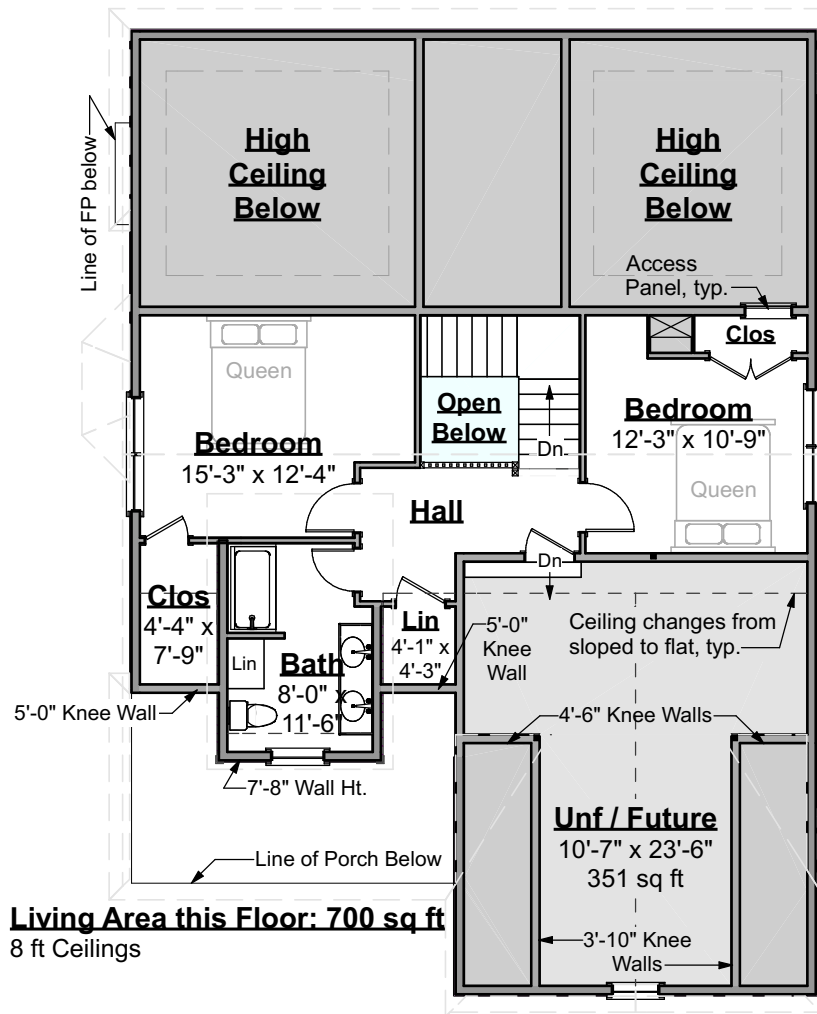 High
Ceiling
Below
High
Ceiling
Below
Line of FP below
Access
Panel, typ.
Clos
Queen
Open
Below
Bedroom
12'-3" x 10'-9"
Bedroom
15'-3" x 12'-4"
Dn
Queen
Hall
Dn
Clos
4'-4" x
7'-9"
Lin
4'-1" x
4'-3"
5'-0"
Knee
Wall
Ceiling changes from
sloped to flat, typ.
Lin
Bath
8'-0" x
11'-6"
5'-0" Knee Wall
4'-6" Knee Walls
7'-8" Wall Ht.
Unf / Future
10'-7" x 23'-6"
351 sq ft
Line of Porch Below
Living Area this Floor: 700 sq ft
8 ft Ceilings
3'-10" Knee
Walls